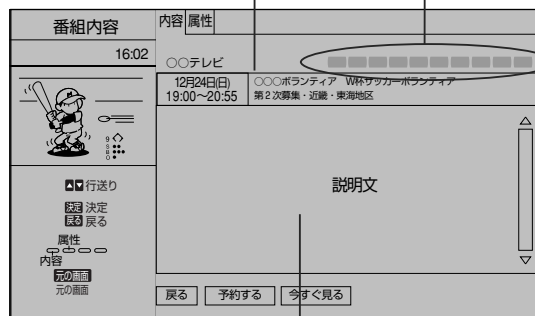 番組内容
16:02
9
8
B
0
▲▼行送り
決定 決定
戻る 戻る
属性
内容
元の画面
元の画面
内容 属性
○○テレビ
12月24日(日)
19:00～20:55
○○○ボランティア W杯サッカーボランティア
第2次募集・近畿・東海地区
説明文
戻る 予約する 今すぐ見る